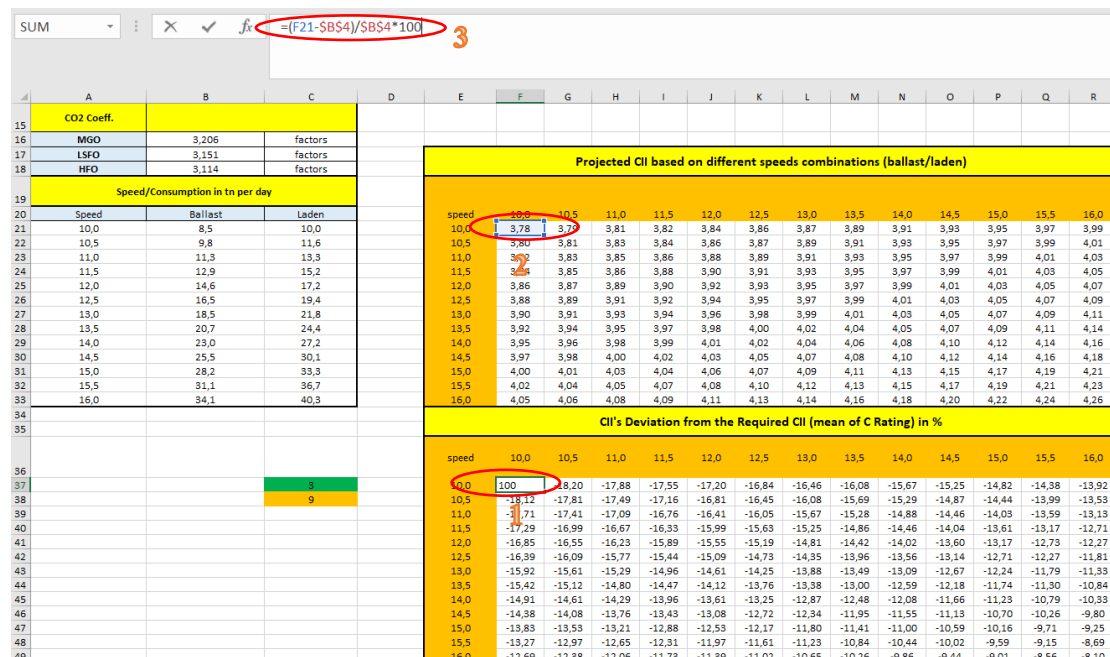 SUM fx =(F21-$B$4)/$B$4*100 3
A B C D E F G H I J K L M N O P Q R
15 CO2 Coeff.
16 MGO 3,206 factors
17 LSFO 3,151 factors Projected CII based on different speeds combinations (ballast/laden)
18 HFO 3,114 factors
19 Speed/Consumption in tn per day
20 Speed Ballast Laden speed 10,0 10,5 11,0 11,5 12,0 12,5 13,0 13,5 14,0 14,5 15,0 15,5 16,0
21 10,0 8,5 10,0 10,0 3,78 3,79 3,81 3,82 3,84 3,86 3,87 3,89 3,91 3,93 3,95 3,97 3,99
22 10,5 9,8 11,6 10,5 3,80 3,81 3,83 3,84 3,86 3,87 3,89 3,91 3,93 3,95 3,97 3,99 4,01
23 11,0 11,3 13,3 11,0 3,83 3,85 3,86 3,88 3,89 3,91 3,93 3,95 3,97 3,99 4,01 4,03
2
24 11,5 12,9 15,2 11,5 3,85 3,86 3,88 3,90 3,91 3,93 3,95 3,97 3,99 4,01 4,03 4,05
25 12,0 14,6 17,2 12,0 3,86 3,87 3,89 3,90 3,92 3,93 3,95 3,97 3,99 4,01 4,03 4,05 4,07
26 12,5 16,5 19,4 12,5 3,88 3,89 3,91 3,92 3,94 3,95 3,97 3,99 4,01 4,03 4,05 4,07 4,09
27 13,0 18,5 21,8 13,0 3,90 3,91 3,93 3,94 3,96 3,98 3,99 4,01 4,03 4,05 4,07 4,09 4,11
28 13,5 20,7 24,4 13,5 3,92 3,94 3,95 3,97 3,98 4,00 4,02 4,04 4,05 4,07 4,09 4,11 4,14
29 14,0 23,0 27,2 14,0 3,95 3,96 3,98 3,99 4,01 4,02 4,04 4,06 4,08 4,10 4,12 4,14 4,16
30 14,5 25,5 30,1 14,5 3,97 3,98 4,00 4,02 4,03 4,05 4,07 4,08 4,10 4,12 4,14 4,16 4,18
31 15,0 28,2 33,3 15,0 4,00 4,01 4,03 4,04 4,06 4,07 4,09 4,11 4,13 4,15 4,17 4,19 4,21
32 15,5 31,1 36,7 15,5 4,02 4,04 4,05 4,07 4,08 4,10 4,12 4,13 4,15 4,17 4,19 4,21 4,23
33 16,0 34,1 40,3 16,0 4,05 4,06 4,08 4,09 4,11 4,13 4,14 4,16 4,18 4,20 4,22 4,24 4,26
34
35 CII's Deviation from the Required CII (mean of C Rating) in %
36 speed 10,0 10,5 11,0 11,5 12,0 12,5 13,0 13,5 14,0 14,5 15,0 15,5 16,0
37 3 10,0 100 -18,20 -17,88 -17,55 -17,20 -16,84 -16,46 -16,08 -15,67 -15,25 -14,82 -14,38 -13,92
38 9 10,5 -18,12 -17,81 -17,49 -17,16 -16,81 -16,45 -16,08 -15,69 -15,29 -14,87 -14,44 -13,99 -13,53
39 11,0 -17,41 -17,09 -16,76 -16,41 -16,05 -15,67 -15,28 -14,88 -14,46 -14,03 -13,59 -13,13
1
40 11,5 -17,29 -16,99 -16,67 -16,33 -15,99 -15,63 -15,25 -14,86 -14,46 -14,04 -13,61 -13,17 -12,71
41 12,0 -16,85 -16,55 -16,23 -15,89 -15,55 -15,19 -14,81 -14,42 -14,02 -13,60 -13,17 -12,73 -12,27
42 12,5 -16,39 -16,09 -15,77 -15,44 -15,09 -14,73 -14,35 -13,96 -13,56 -13,14 -12,71 -12,27 -11,81
43 13,0 -15,92 -15,61 -15,29 -14,96 -14,61 -14,25 -13,88 -13,49 -13,09 -12,67 -12,24 -11,79 -11,33
44 13,5 -15,42 -15,12 -14,80 -14,47 -14,12 -13,76 -13,38 -13,00 -12,59 -12,18 -11,74 -11,30 -10,84
45 14,0 -14,91 -14,61 -14,29 -13,96 -13,61 -13,25 -12,87 -12,48 -12,08 -11,66 -11,23 -10,79 -10,33
46 14,5 -14,38 -14,08 -13,76 -13,43 -13,08 -12,72 -12,34 -11,95 -11,55 -11,13 -10,70 -10,26 -9,80
47 15,0 -13,83 -13,53 -13,21 -12,88 -12,53 -12,17 -11,80 -11,41 -11,00 -10,59 -10,16 -9,71 -9,25
48 15,5 -13,27 -12,97 -12,65 -12,31 -11,97 -11,61 -11,23 -10,84 -10,44 -10,02 -9,59 -9,15 -8,69